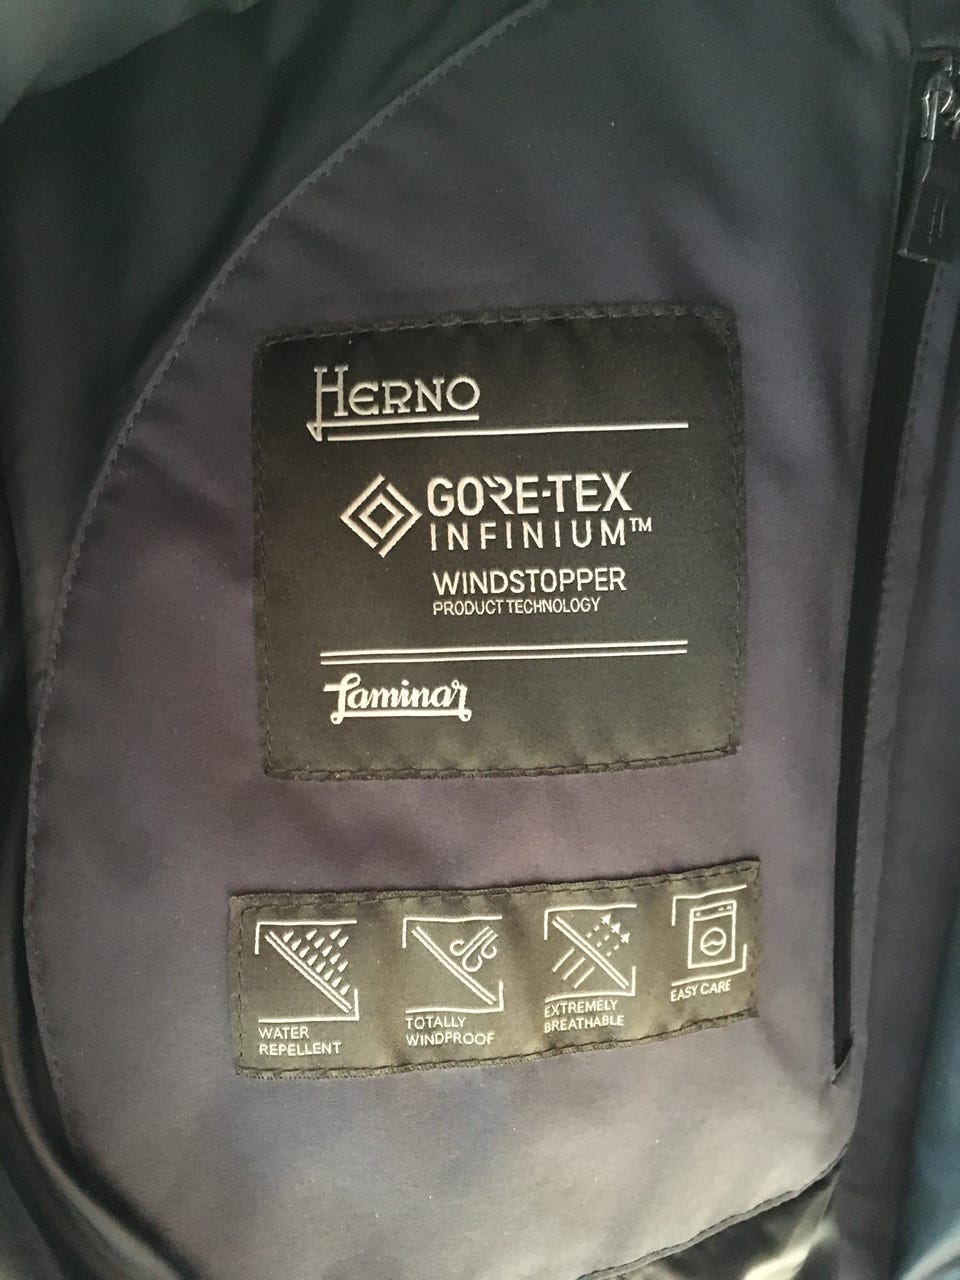 HERNO
GORE-TEX
INFINIUM™
WINDSTOPPER
PRODUCT TECHNOLOGY
Laminar
WATER
REPELLENT
TOTALLY
WINDPROOF
EXTREMELY
BREATHABLE
EASY CARE